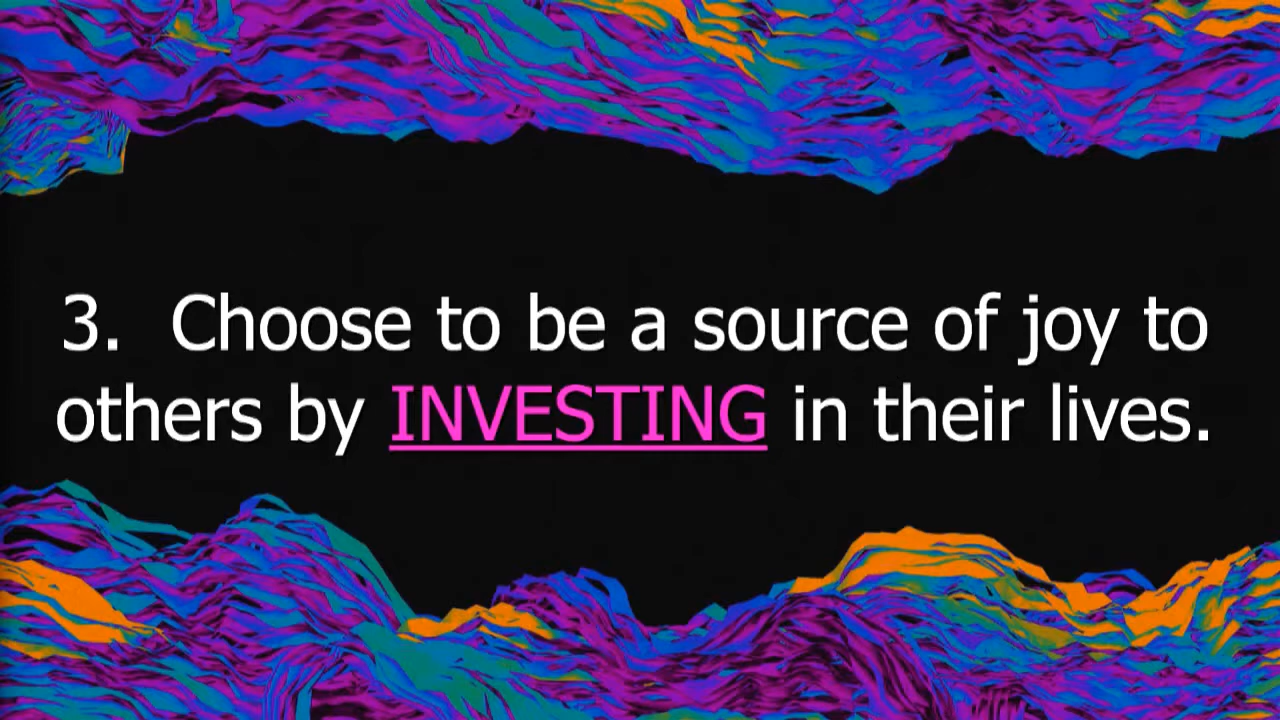 3. Choose to be a source of joy to
others by INVESTING in their lives.